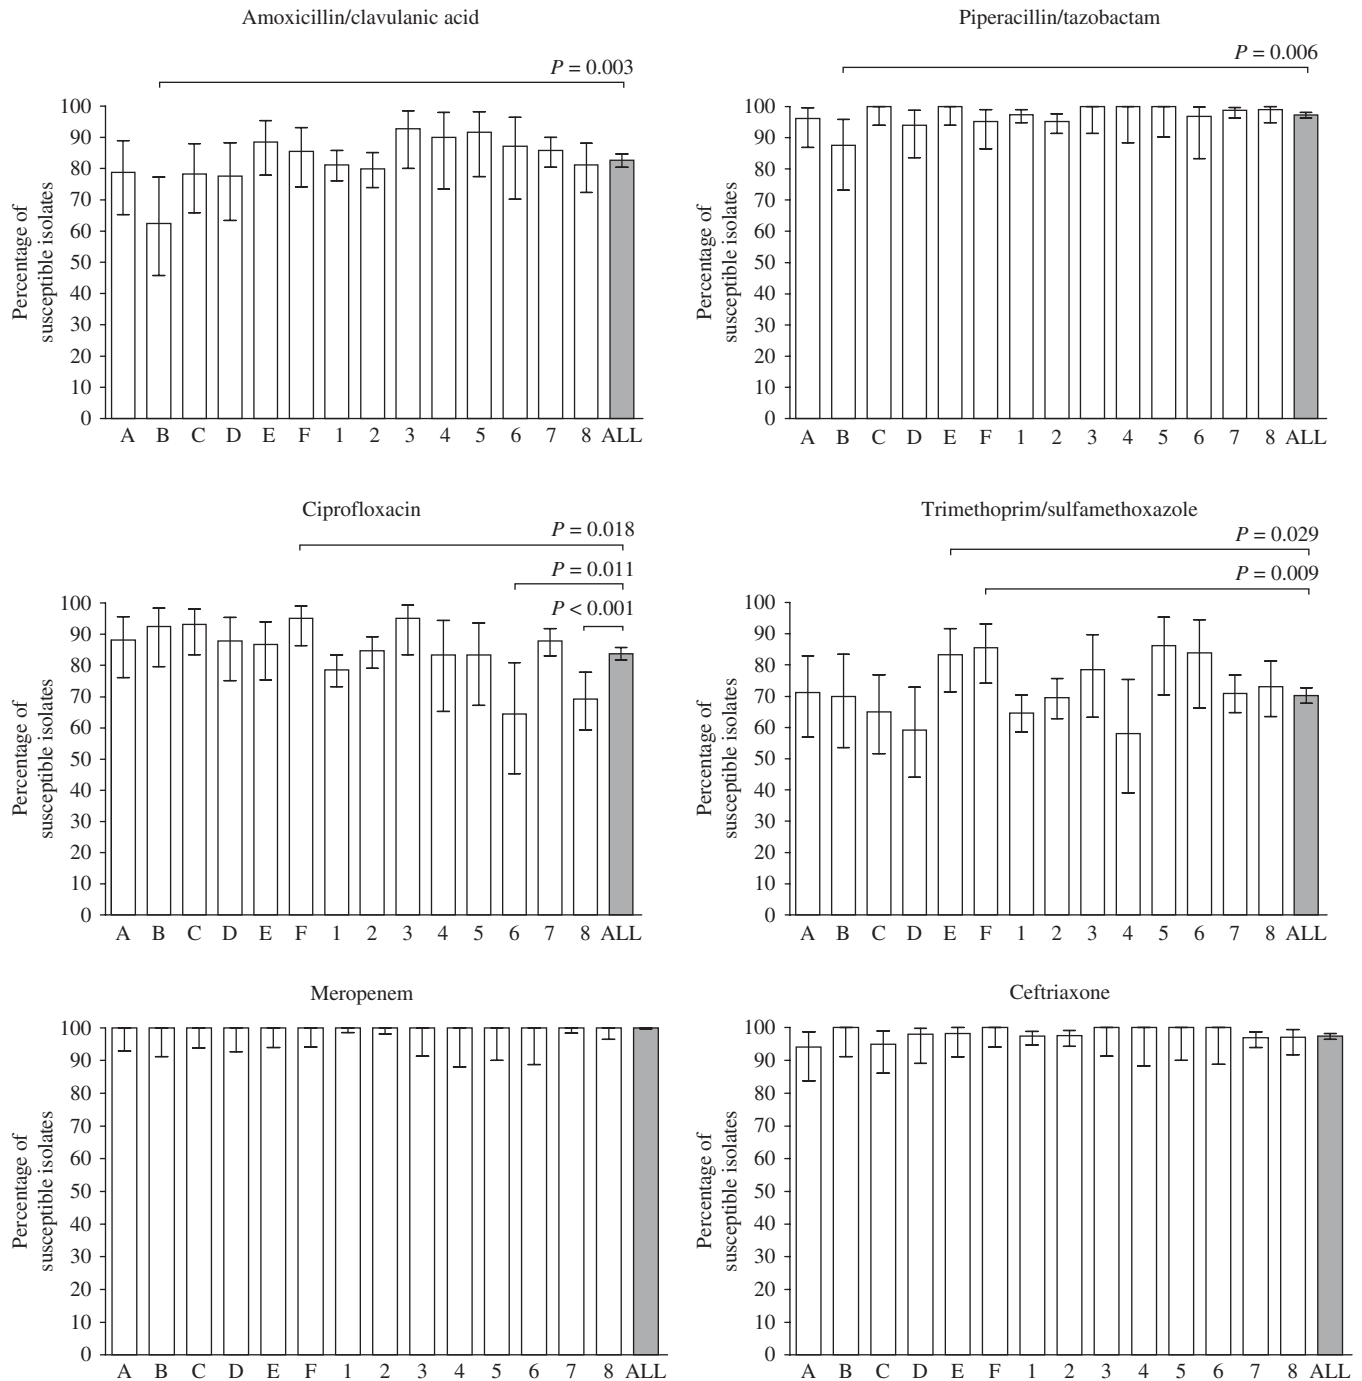 Amoxicillin/clavulanic acid
P = 0.003
Percentage of
susceptible isolates
100
90
80
70
60
50
40
30
20
10
0
A B C D E F 1 2 3 4 5 6 7 8 ALL
Piperacillin/tazobactam
P = 0.006
Percentage of
susceptible isolates
100
90
80
70
60
50
40
30
20
10
0
A B C D E F 1 2 3 4 5 6 7 8 ALL
Ciprofloxacin
P = 0.018
P = 0.011
P < 0.001
Percentage of
susceptible isolates
100
90
80
70
60
50
40
30
20
10
0
A B C D E F 1 2 3 4 5 6 7 8 ALL
Trimethoprim/sulfamethoxazole
P = 0.029
P = 0.009
Percentage of
susceptible isolates
100
90
80
70
60
50
40
30
20
10
0
A B C D E F 1 2 3 4 5 6 7 8 ALL
Meropenem
Percentage of
susceptible isolates
100
90
80
70
60
50
40
30
20
10
0
A B C D E F 1 2 3 4 5 6 7 8 ALL
Ceftriaxone
Percentage of
susceptible isolates
100
90
80
70
60
50
40
30
20
10
0
A B C D E F 1 2 3 4 5 6 7 8 ALL